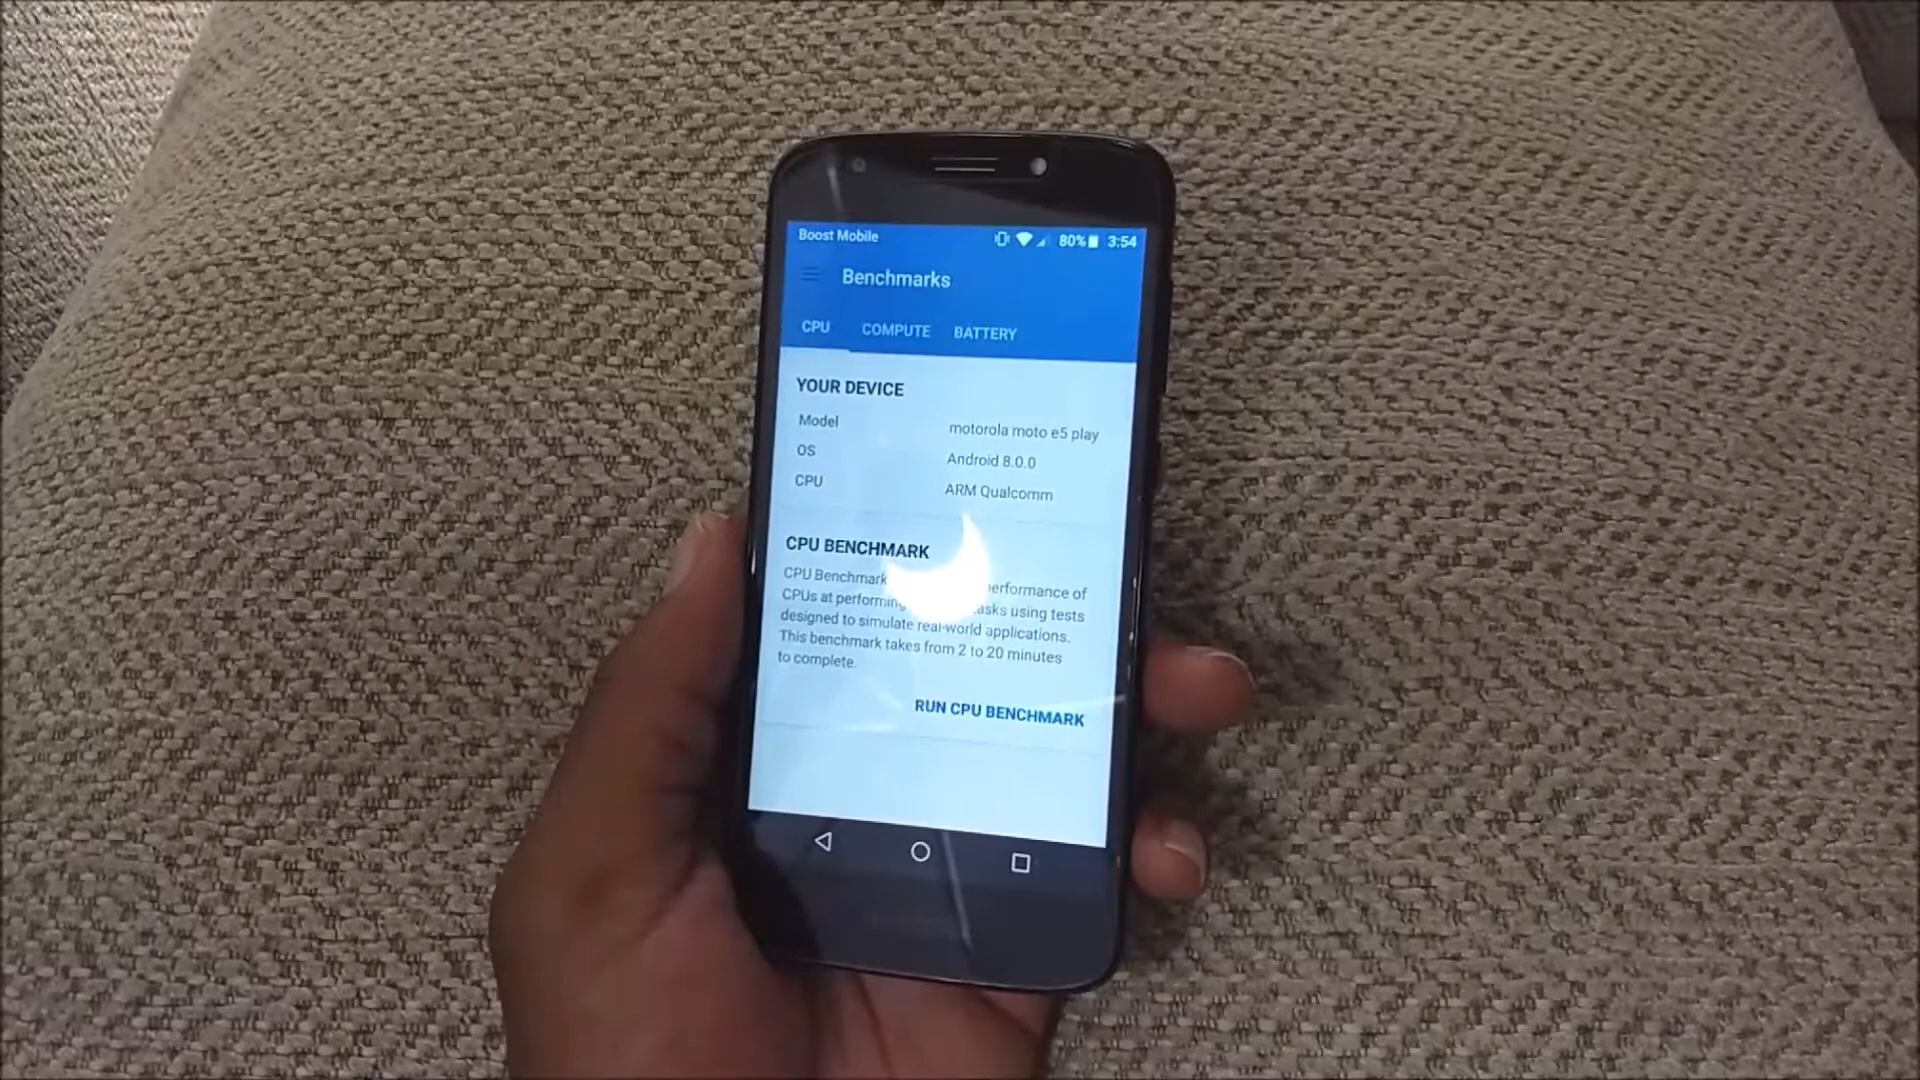 Boost Mobile 80% 3:54
Benchmarks
CPU COMPUTE BATTERY
YOUR DEVICE
Model motorola moto e5 play
OS Android 8.0.0
CPU ARM Qualcomm
CPU BENCHMARK
CPU Benchmark performance of
CPUs at performing tasks using tests
designed to simulate real-world applications.
This benchmark takes from 2 to 20 minutes
to complete.
RUN CPU BENCHMARK